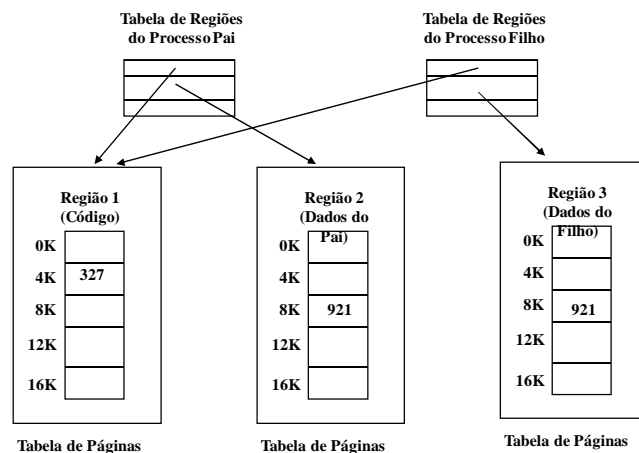 Tabela de Regiões
do Processo Pai
Tabela de Regiões
do Processo Filho
Região 1
(Código)
0K
4K
327
8K
12K
16K
Tabela de Páginas
Região 2
(Dados do
Pai)
0K
4K
8K
921
12K
16K
Tabela de Páginas
Região 3
(Dados do
Filho)
0K
4K
8K
921
12K
16K
Tabela de Páginas